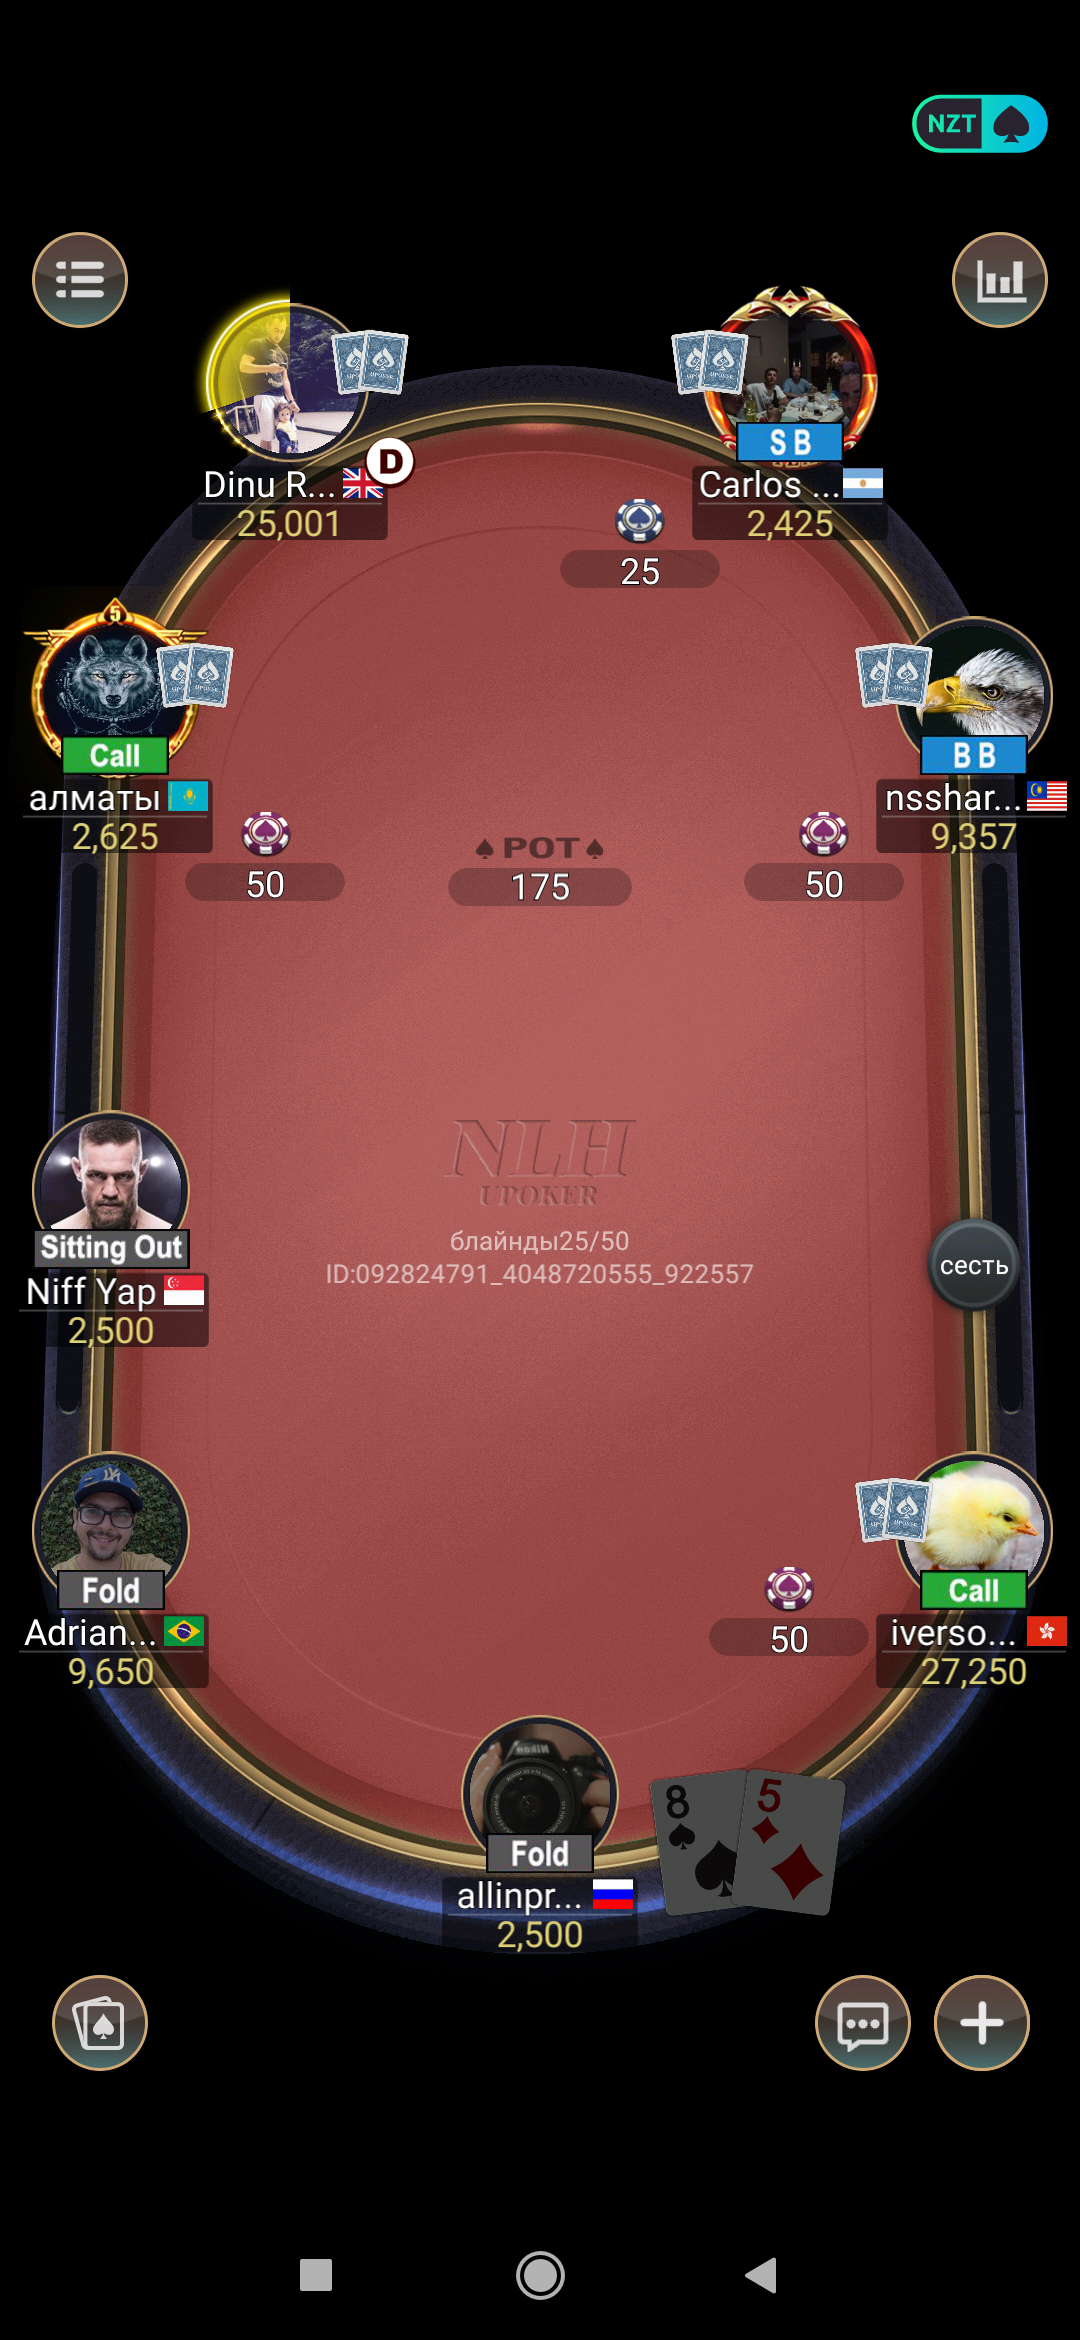 NZT
Dinu R...
D
25,001
S B
Carlos ...
2,425
25
5
Call
алматы
2,625
50
B B
nsshar...
9,357
50
POT
175
NLH
UPOKER
блайнды25/50
ID:092824791_4048720555_922557
Sitting Out
Niff Yap
2,500
сесть
Fold
Adrian...
9,650
Call
iverso...
27,250
50
Nikon
Fold
allinpr...
2,500
8
5